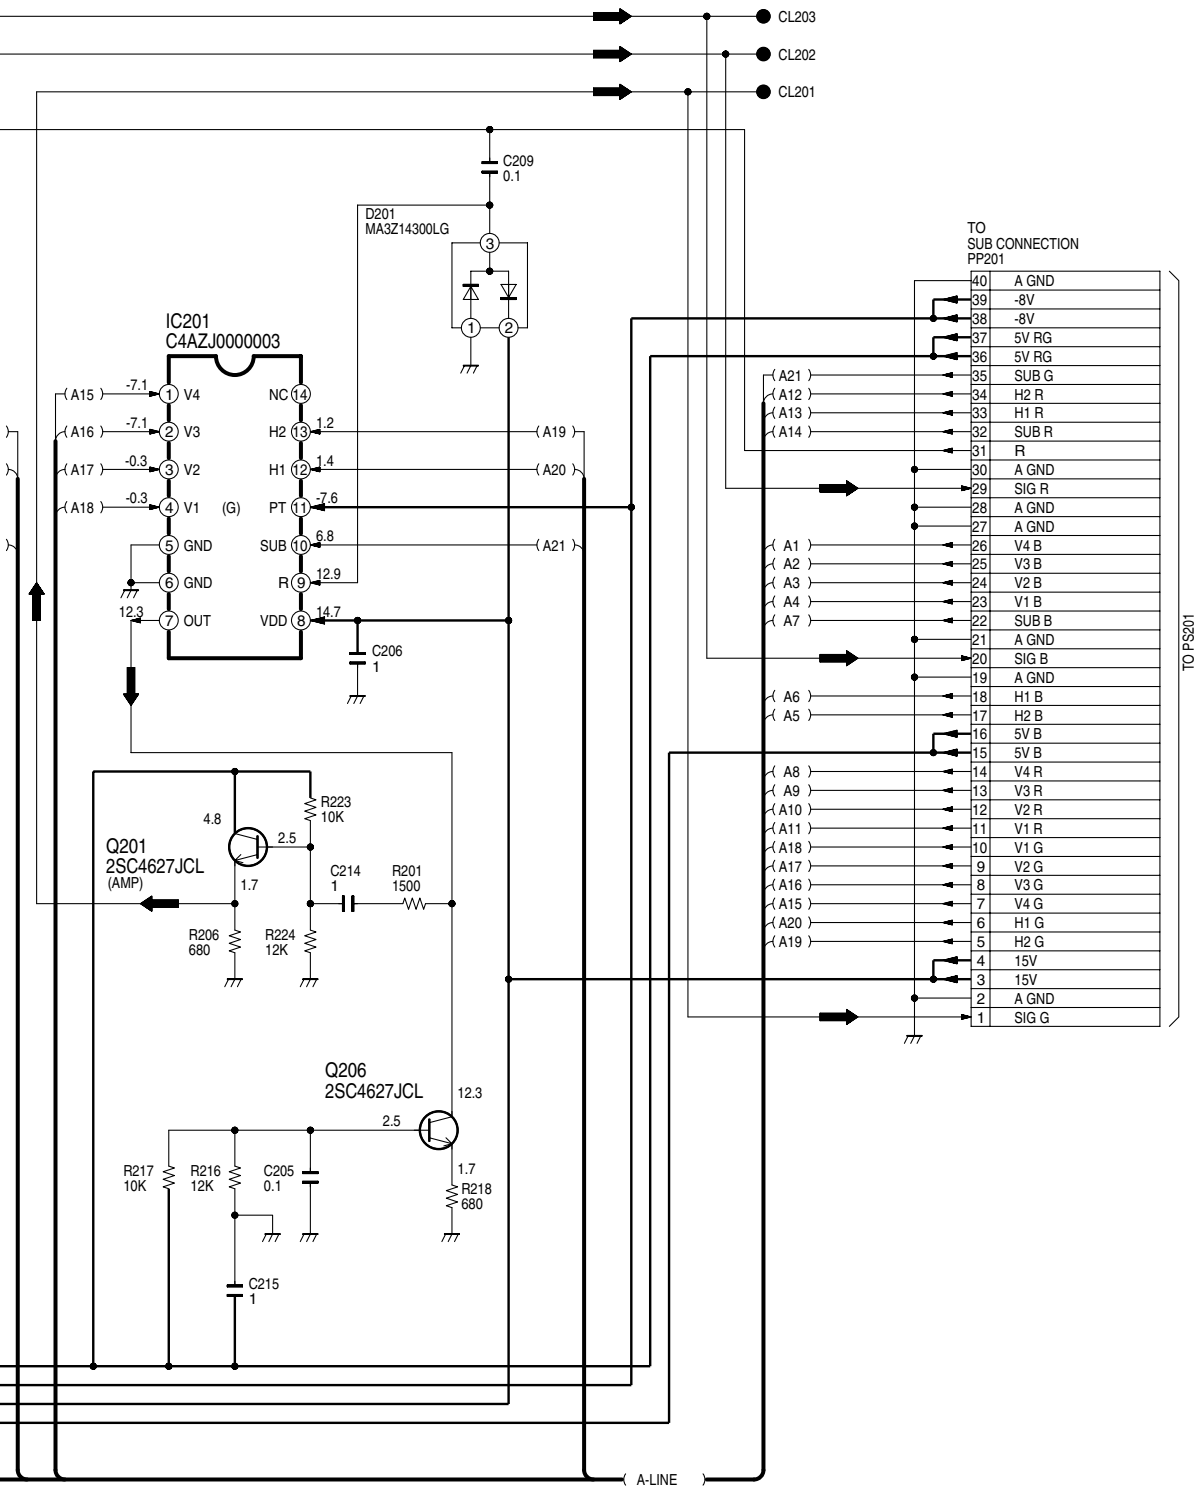 CL203
CL202
CL201
C209
0.1
D201
MA3Z14300LG
3
1
2
TO
SUB CONNECTION
PP201
40 A GND
39 -8V
38 -8V
37 5V RG
36 5V RG
(A21) 35 SUB G
(A12) 34 H2 R
(A13) 33 H1 R
(A14) 32 SUB R
31 R
30 A GND
29 SIG R
28 A GND
27 A GND
(A1) 26 V4 B
(A2) 25 V3 B
(A3) 24 V2 B
(A4) 23 V1 B
(A7) 22 SUB B
21 A GND
20 SIG B
19 A GND
(A6) 18 H1 B
(A5) 17 H2 B
16 5V B
15 5V B
(A8) 14 V4 R
(A9) 13 V3 R
(A10) 12 V2 R
(A11) 11 V1 R
(A18) 10 V1 G
(A17) 9 V2 G
(A16) 8 V3 G
(A15) 7 V4 G
(A20) 6 H1 G
(A19) 5 H2 G
4 15V
3 15V
2 A GND
1 SIG G
TO PS201
IC201
C4AZJ0000003
(A15) -7.1 1 V4 NC 14
(A16) -7.1 2 V3 H2 13 1.2 (A19)
(A17) -0.3 3 V2 H1 12 1.4 (A20)
(A18) -0.3 4 V1 (G) PT 11 -7.6
5 GND SUB 10 6.8 (A21)
6 GND R 9 12.9
12.3 7 OUT VDD 8 14.7
C206
1
R223
10K
4.8
2.5
Q201
2SC4627JCL
(AMP)
1.7
C214
1
R201
1500
R206
680
R224
12K
Q206
2SC4627JCL
12.3
2.5
1.7
R217
10K
R216
12K
C205
0.1
R218
680
C215
1
( A-LINE )